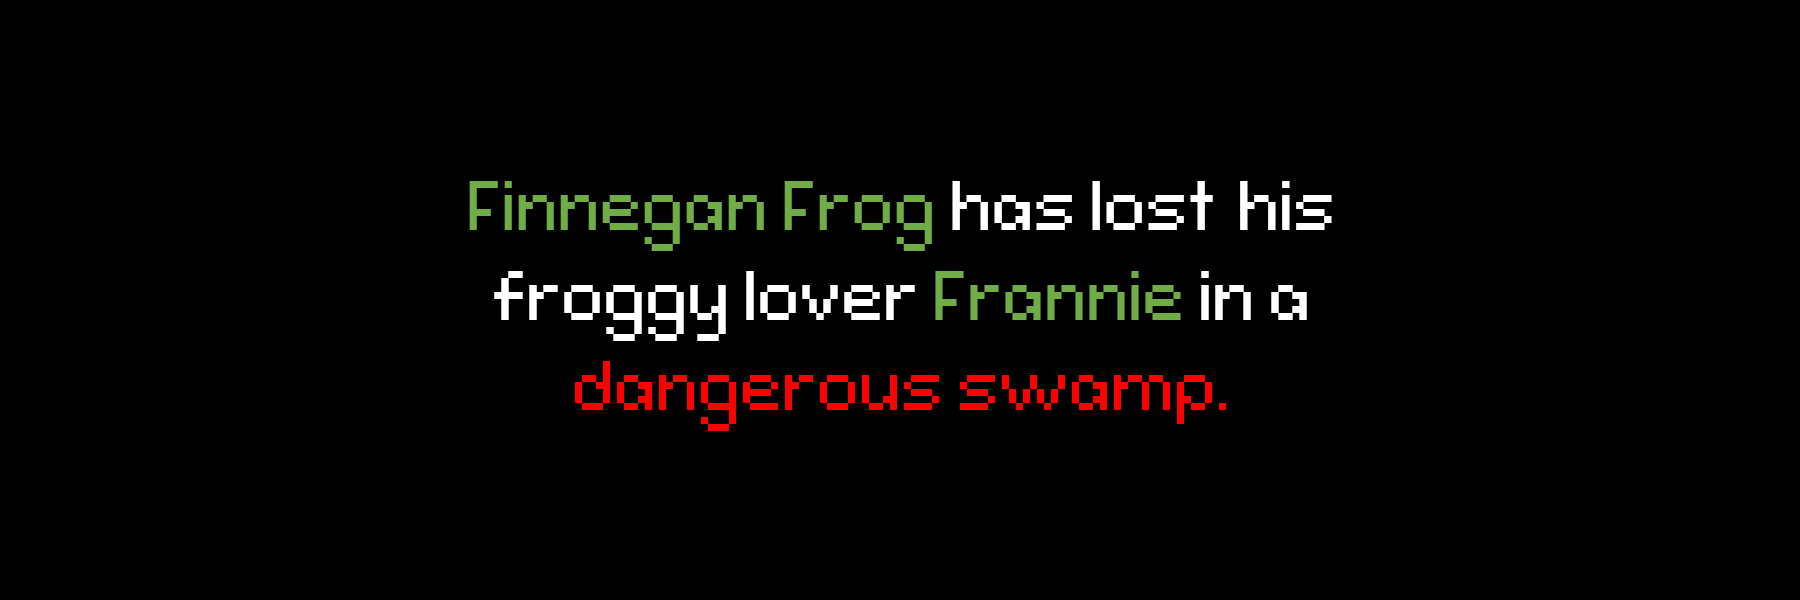 Finnegan Frog has lost his
froggy lover Frannie in a
dangerous swamp.